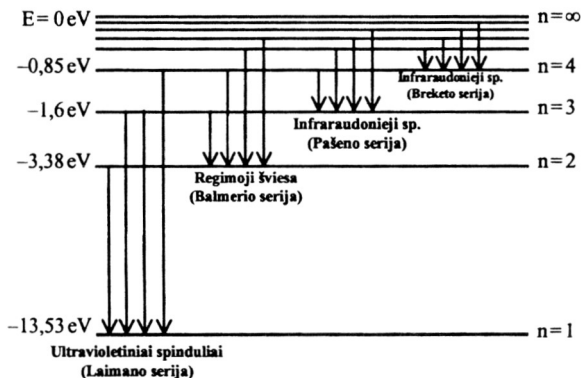 E = 0 eV
n = ∞
−0,85 eV
n = 4
Infraraudonieji sp.
(Breketo serija)
−1,6 eV
n = 3
Infraraudonieji sp.
(Pašeno serija)
−3,38 eV
n = 2
Regimoji šviesa
(Balmerio serija)
−13,53 eV
n = 1
Ultravioletiniai spinduliai
(Laimano serija)